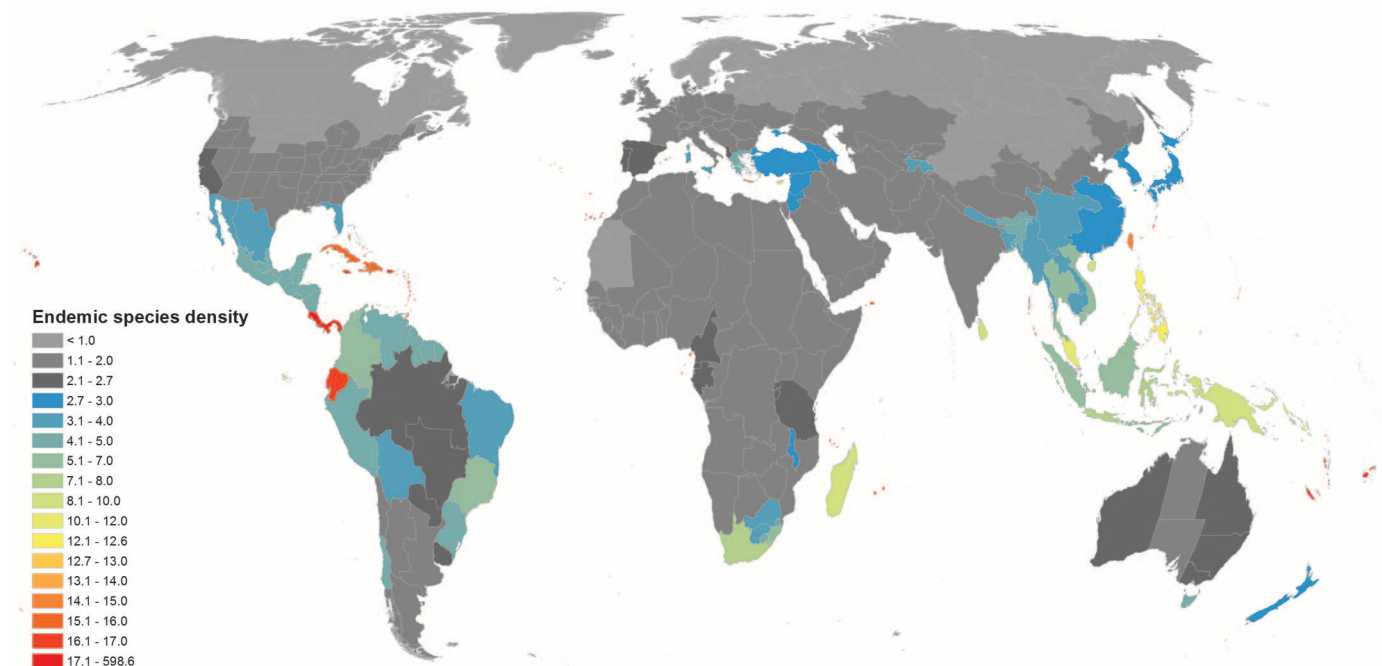 Endemic species density
< 1.0
1.1 - 2.0
2.1 - 2.7
2.7 - 3.0
3.1 - 4.0
4.1 - 5.0
5.1 - 7.0
7.1 - 8.0
8.1 - 10.0
10.1 - 12.0
12.1 - 12.6
12.7 - 13.0
13.1 - 14.0
14.1 - 15.0
15.1 - 16.0
16.1 - 17.0
17.1 - 598.6